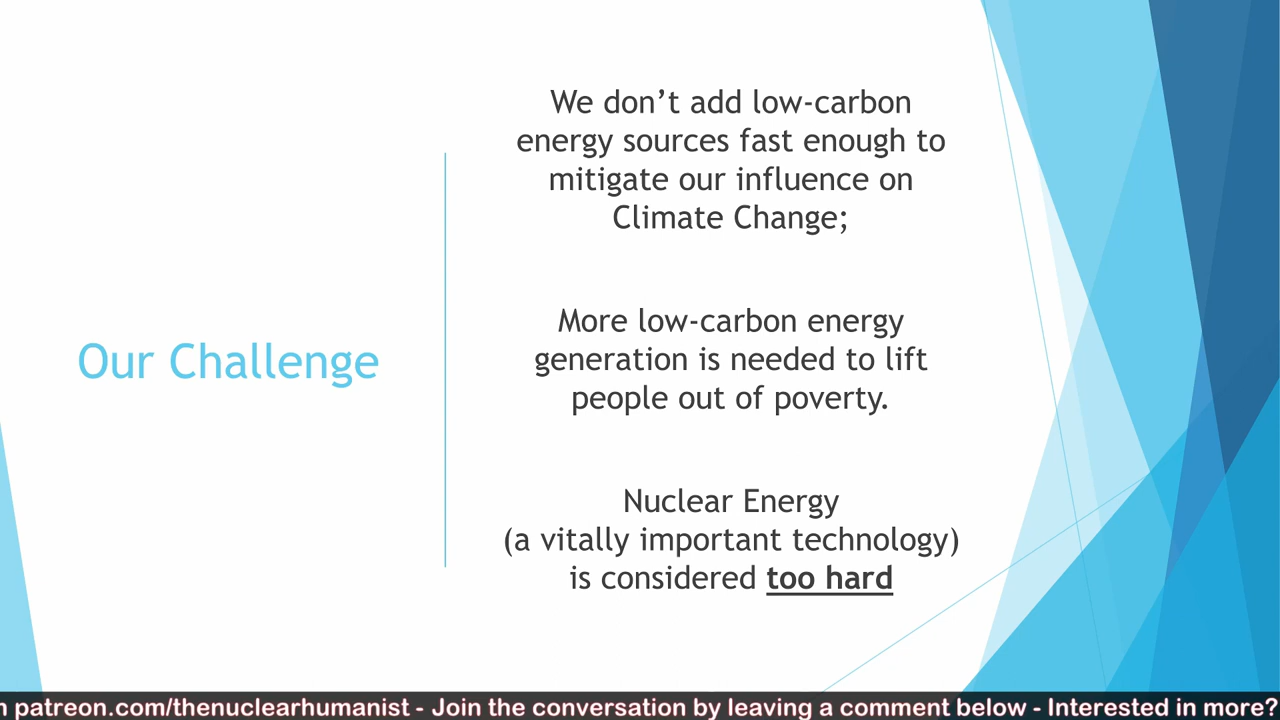 Our Challenge
We don’t add low-carbon
energy sources fast enough to
mitigate our influence on
Climate Change;
More low-carbon energy
generation is needed to lift
people out of poverty.
Nuclear Energy
(a vitally important technology)
is considered too hard
patreon.com/thenuclearhumanist - Join the conversation by leaving a comment below - Interested in more?